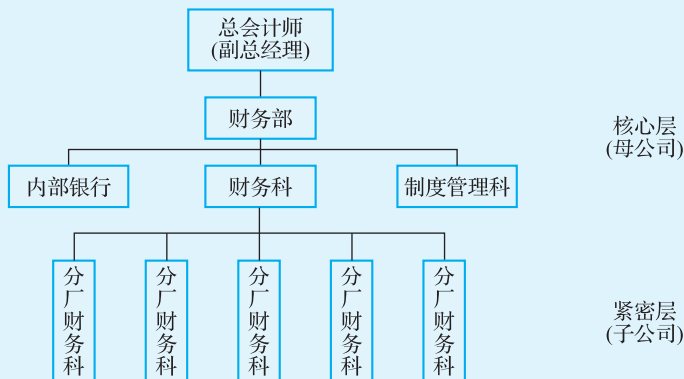 总会计师
(副总经理)
财务部
核心层
(母公司)
内部银行
财务科
制度管理科
分厂财务科
分厂财务科
分厂财务科
分厂财务科
分厂财务科
紧密层
(子公司)